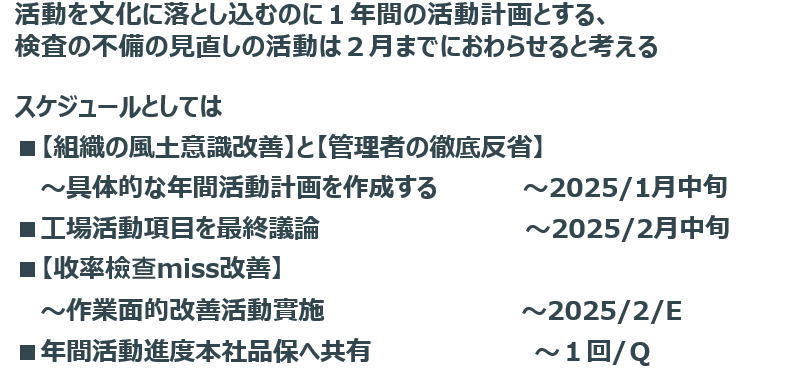 活動を文化に落とし込むのに１年間の活動計画とする、
検査の不備の見直しの活動は２月までにおわらせると考える
スケジュールとしては
■【組織の風土意識改善】と【管理者の徹底反省】
～具体的な年間活動計画を作成する　～2025/1月中旬
■工場活動項目を最終議論　～2025/2月中旬
■【收率檢查miss改善】
～作業面的改善活動實施　～2025/2/E
■年間活動進度本社品保へ共有　～１回/Ｑ